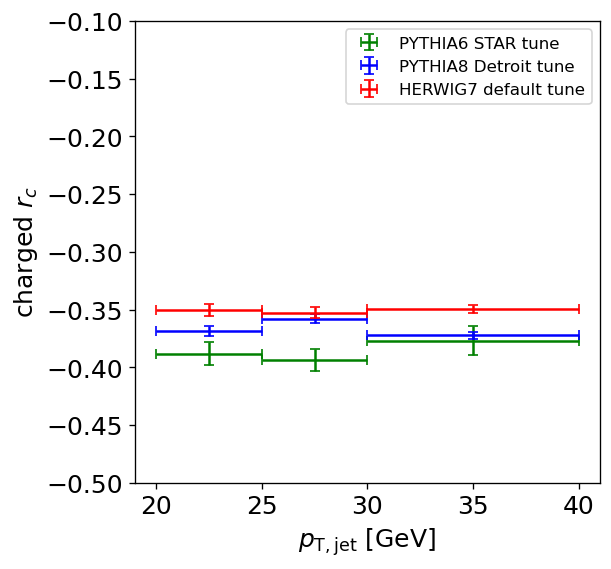 −0.10
−0.15
−0.20
−0.25
−0.30
−0.35
−0.40
−0.45
−0.50
charged r_c
PYTHIA6 STAR tune
PYTHIA8 Detroit tune
HERWIG7 default tune
20 25 30 35 40
p_{T, jet} [GeV]